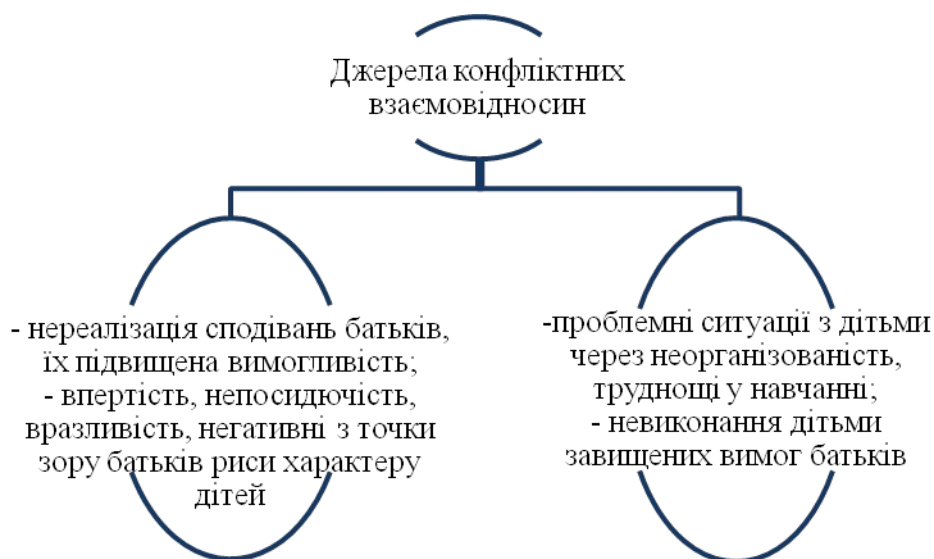 Джерела конфліктних
взаємовідносин
- нереалізація сподівань батьків,
їх підвищена вимогливість;
- впертість, непосидючість,
вразливість, негативні з точки
зору батьків риси характеру
дітей
-проблемні ситуації з дітьми
через неорганізованість,
труднощі у навчанні;
- невиконання дітьми
завищених вимог батьків